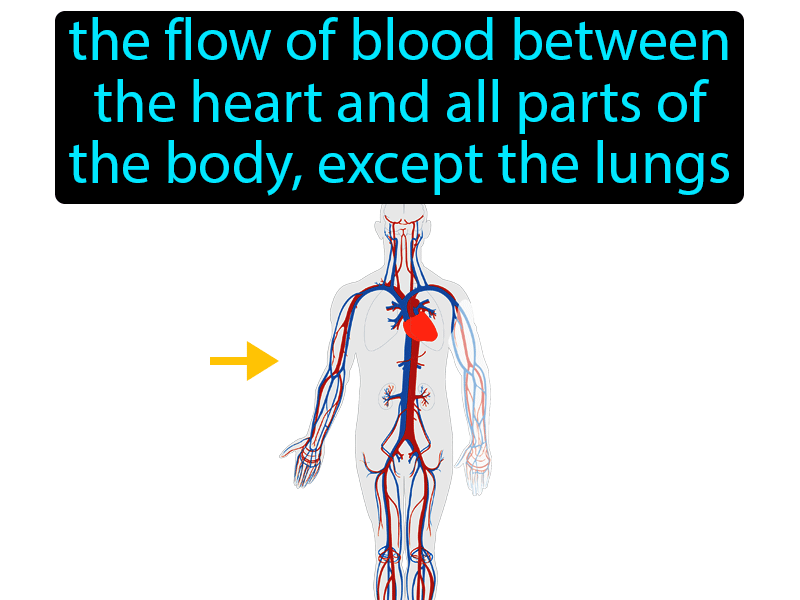 the flow of blood between
the heart and all parts of
the body, except the lungs